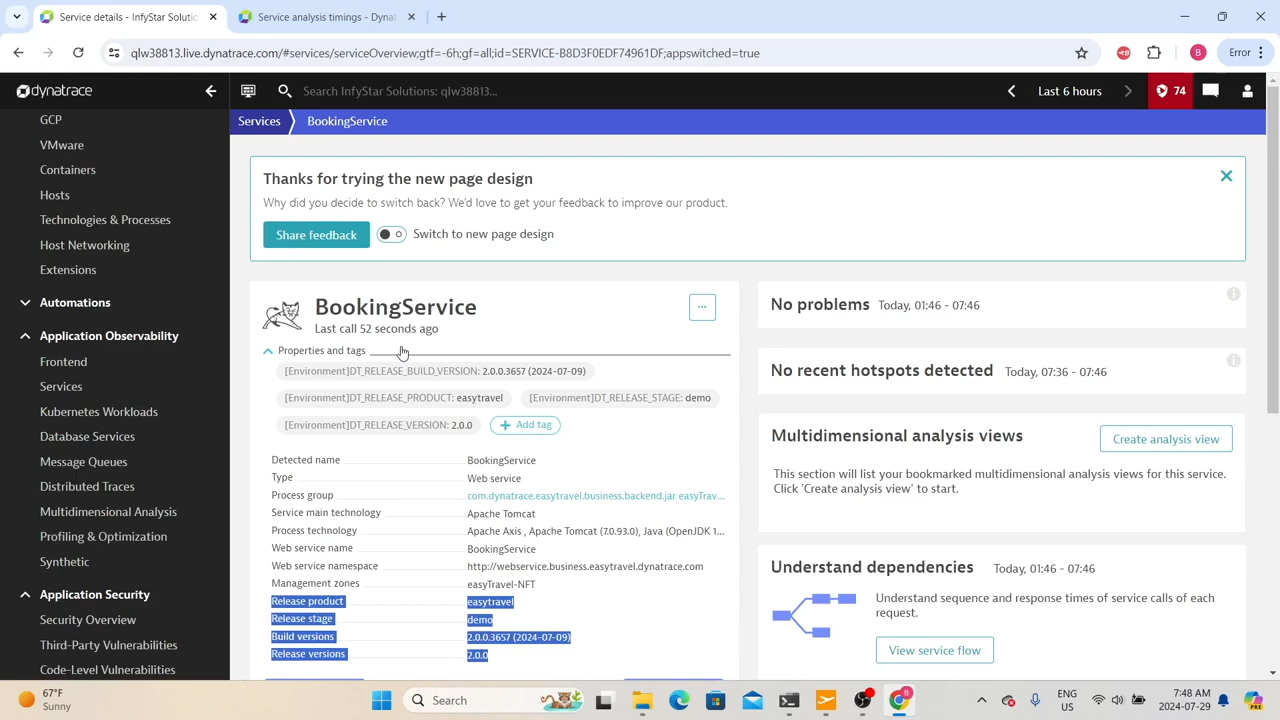 Service details - InfyStar Soluti
Services analysis timings - Dynat
qlw38813.live.dynatrace.com/#services/serviceOverview;gtf=-6h;gf=all;id=SERVICE-B8D3F0EDF74961DF;appswitched=true
Error
dynatrace
Search InfyStar Solutions: qlw38813...
Last 6 hours
74
Services
BookingService
GCP
VMware
Containers
Hosts
Technologies & Processes
Host Networking
Extensions
Automations
Application Observability
Frontend
Services
Kubernetes Workloads
Database Services
Message Queues
Distributed Traces
Multidimensional Analysis
Profiling & Optimization
Synthetic
Application Security
Security Overview
Third-Party Vulnerabilities
Code-Level Vulnerabilities
Thanks for trying the new page design
Why did you decide to switch back? We'd love to get your feedback to improve our product.
Share feedback
Switch to new page design
BookingService
...
Last call 52 seconds ago
Properties and tags
[Environment]DT_RELEASE_BUILD_VERSION: 2.0.0.3657 (2024-07-09)
[Environment]DT_RELEASE_PRODUCT: easytravel
[Environment]DT_RELEASE_STAGE: demo
[Environment]DT_RELEASE_VERSION: 2.0.0
Add tag
Detected name BookingService
Type Web service
Process group com.dynatrace.easytravel.business.backend.jar easyTrav...
Service main technology Apache Tomcat
Process technology Apache Axis , Apache Tomcat (7.0.93.0), Java (OpenJDK 1...
Web service name BookingService
Web service namespace http://webservice.business.easytravel.dynatrace.com
Management zones easyTravel-NFT
Release product easytravel
Release stage demo
Build versions 2.0.0.3657 (2024-07-09)
Release versions 2.0.0
No problems Today, 01:46 - 07:46
No recent hotspots detected Today, 07:36 - 07:46
Multidimensional analysis views
Create analysis view
This section will list your bookmarked multidimensional analysis views for this service.
Click 'Create analysis view' to start.
Understand dependencies Today, 01:46 - 07:46
Understand sequence and response times of service calls of each
request.
View service flow
67°F
Sunny
Search
ENG
US
7:48 AM
2024-07-29